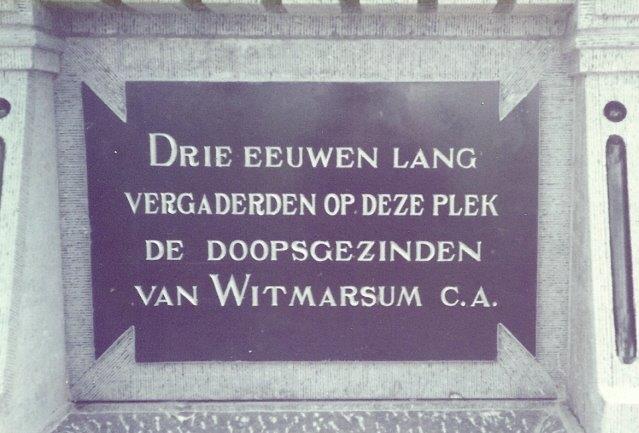 DRIE EEUWEN LANG
VERGADERDEN OP DEZE PLEK
DE DOOPSGEZINDEN
VAN WITMARSUM C.A.